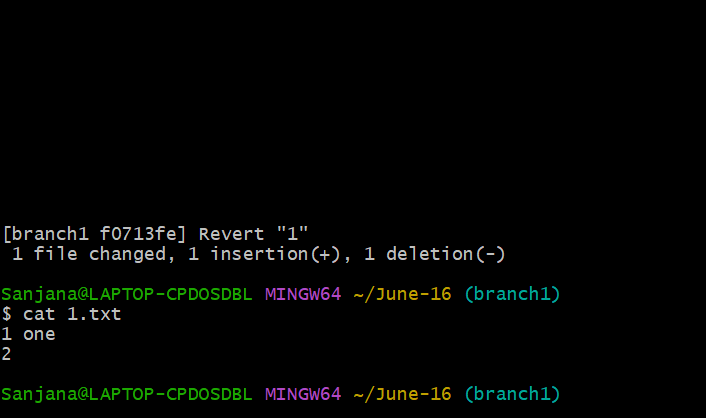 [branch1 f0713fe] Revert "1"
 1 file changed, 1 insertion(+), 1 deletion(-)
Sanjana@LAPTOP-CPDOSDBL MINGW64 ~/June-16 (branch1)
$ cat 1.txt
1 one
2
Sanjana@LAPTOP-CPDOSDBL MINGW64 ~/June-16 (branch1)